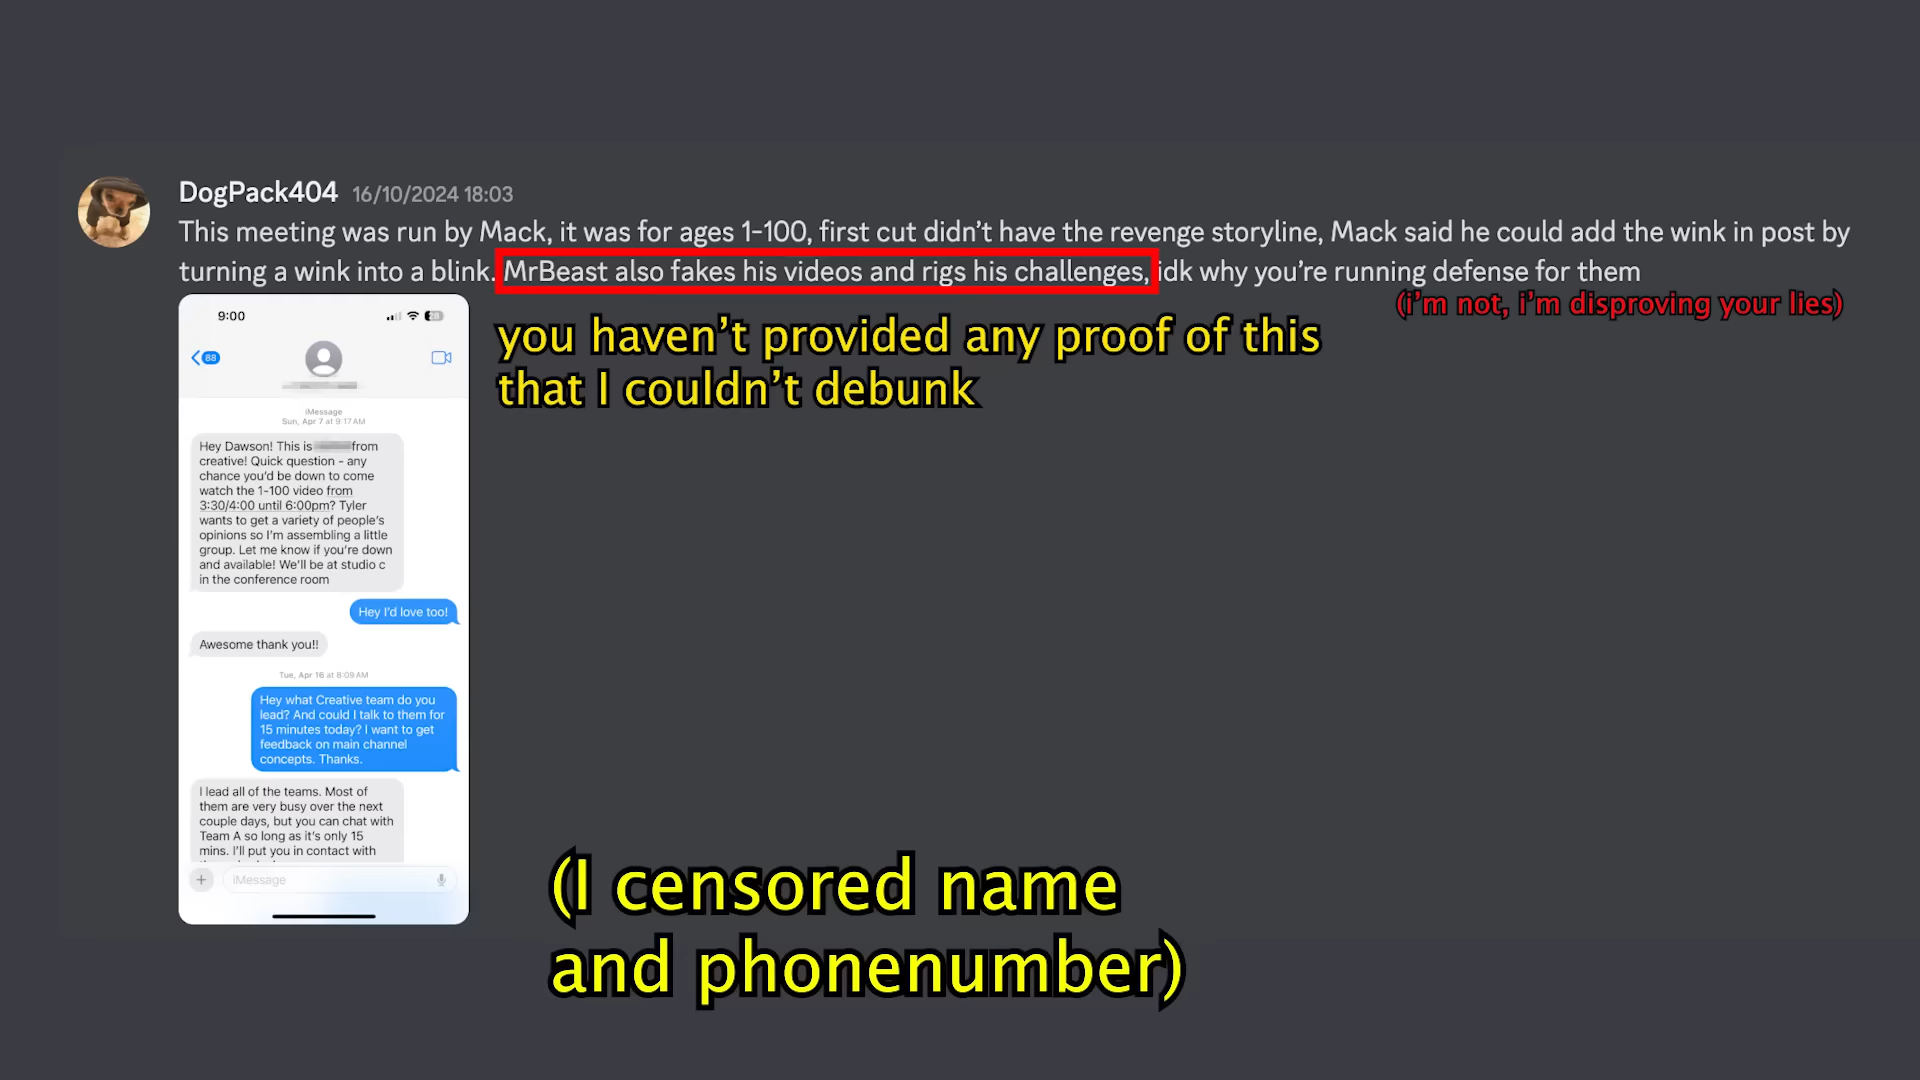 DogPack404 16/10/2024 18:03
This meeting was run by Mack, it was for ages 1-100, first cut didn't have the revenge storyline, Mack said he could add the wink in post by
turning a wink into a blink. MrBeast also fakes his videos and rigs his challenges, idk why you're running defense for them
(i'm not, i'm disproving your lies)
you haven't provided any proof of this
that I couldn't debunk
9:00
88
iMessage
Sun, Apr 7 at 9:17 AM
Hey Dawson! This is from
creative! Quick question - any
chance you'd be down to come
watch the 1-100 video from
3:30/4:00 until 6:00pm? Tyler
wants to get a variety of people's
opinions so I'm assembling a little
group. Let me know if you're down
and available! We'll be at studio c
in the conference room
Hey I'd love too!
Awesome thank you!!
Tue, Apr 16 at 8:09 AM
Hey what Creative team do you
lead? And could I talk to them for
15 minutes today? I want to get
feedback on main channel
concepts. Thanks.
I lead all of the teams. Most of
them are very busy over the next
couple days, but you can chat with
Team A so long as it's only 15
mins. I'll put you in contact with
iMessage
(I censored name
and phonenumber)